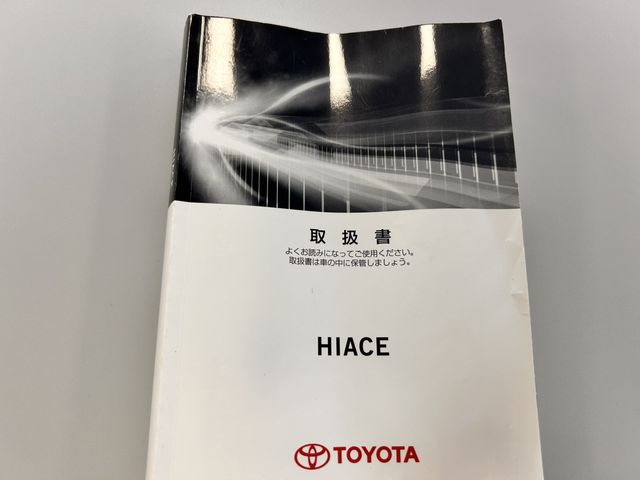 取扱書
よくお読みになってご使用ください。
取扱書は車の中に保管しましょう。
HIACE
TOYOTA